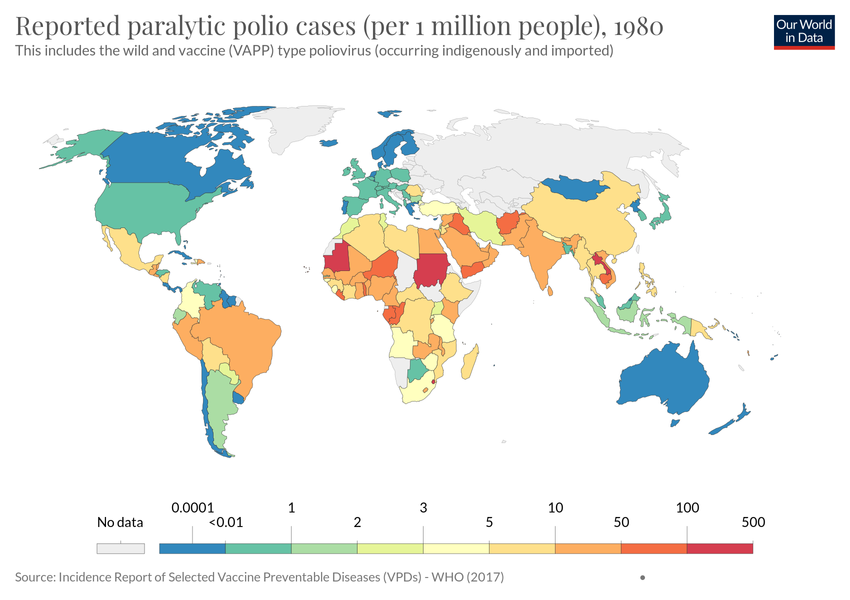 Reported paralytic polio cases (per 1 million people), 1980
This includes the wild and vaccine (VAPP) type poliovirus (occurring indigenously and imported)
Our World
in Data
0.0001 1 3 10 100
No data <0.01 2 5 50 500
Source: Incidence Report of Selected Vaccine Preventable Diseases (VPDs) - WHO (2017)